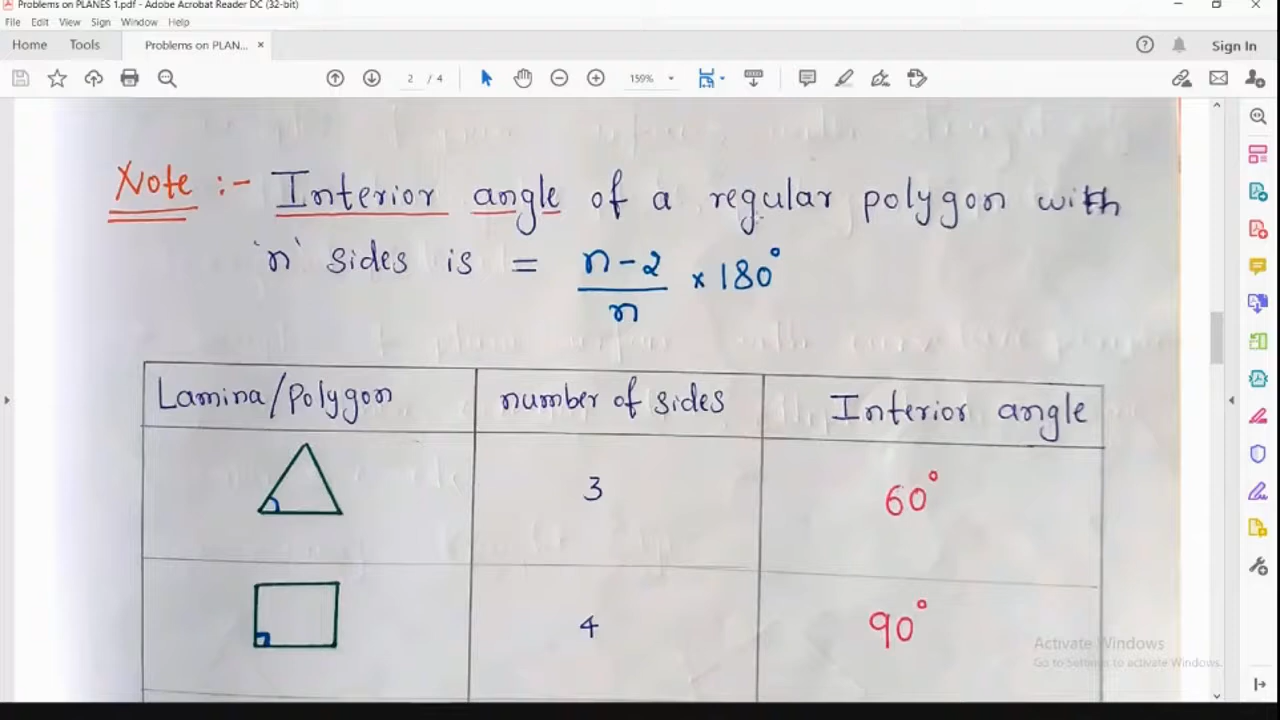 Problems on PLANES 1.pdf - Adobe Acrobat Reader DC (32-bit)
File Edit View Sign Window Help
Home Tools Problems on PLAN... × Sign In
2 / 4 159%
Note :- Interior angle of a regular polygon with
'n' sides is = n-2/n × 180°
Lamina/Polygon number of sides Interior angle
3 60°
4 90°
Activate Windows
Go to Settings to activate Windows.